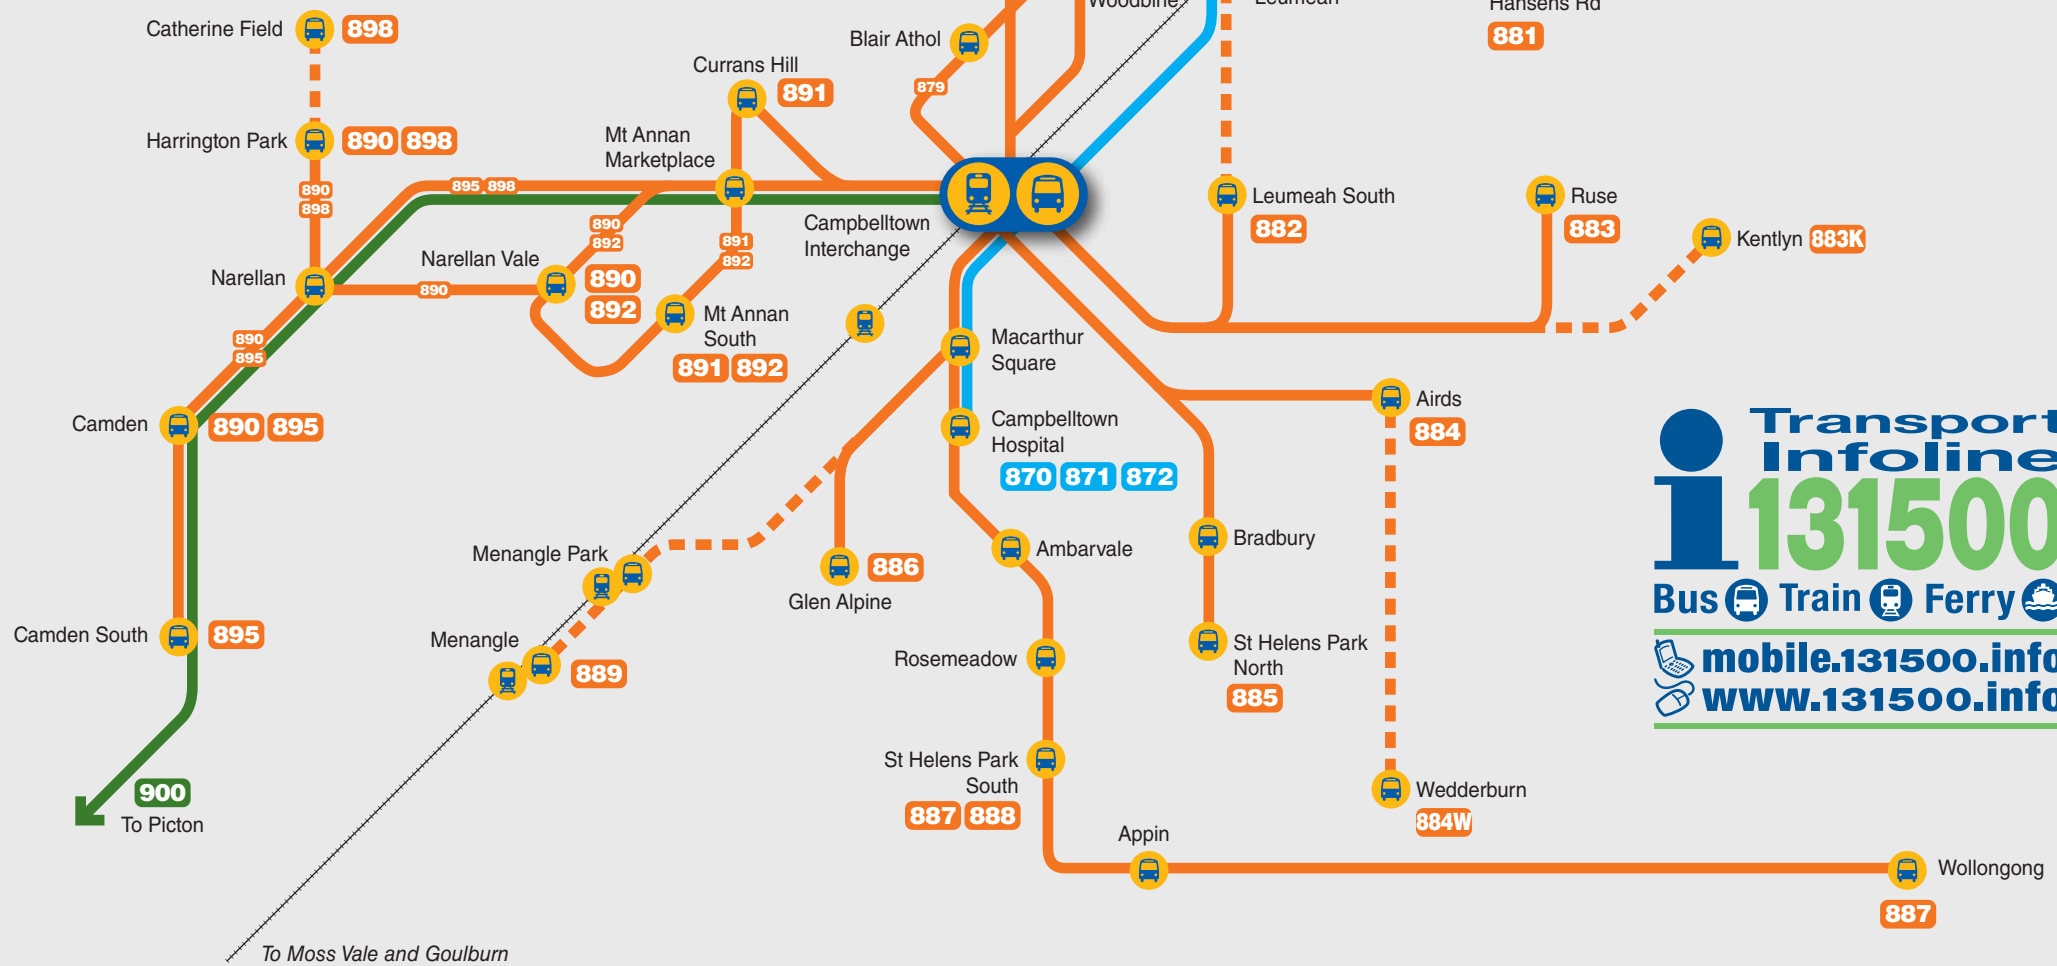 Woodbine
Leumeah
Hansens Rd
881
Catherine Field
898
Blair Athol
879
Currans Hill
891
Harrington Park
890 898
Mt Annan
Marketplace
890
898
895 898
890
892
891
892
Campbelltown
Interchange
Leumeah South
882
Ruse
883
Kentlyn 883K
Narellan
890
Narellan Vale
890
892
Mt Annan
South
891 892
890
895
Macarthur
Square
Camden
890 895
Campbelltown
Hospital
870 871 872
Airds
884
Transport
Infoline
131500
Bus Train Ferry
mobile.131500.info
www.131500.info
Menangle Park
Glen Alpine
886
Ambarvale
Bradbury
Camden South
895
Menangle
889
Rosemeadow
St Helens Park
North
885
St Helens Park
South
887 888
Wedderburn
884W
900
To Picton
Appin
Wollongong
887
To Moss Vale and Goulburn